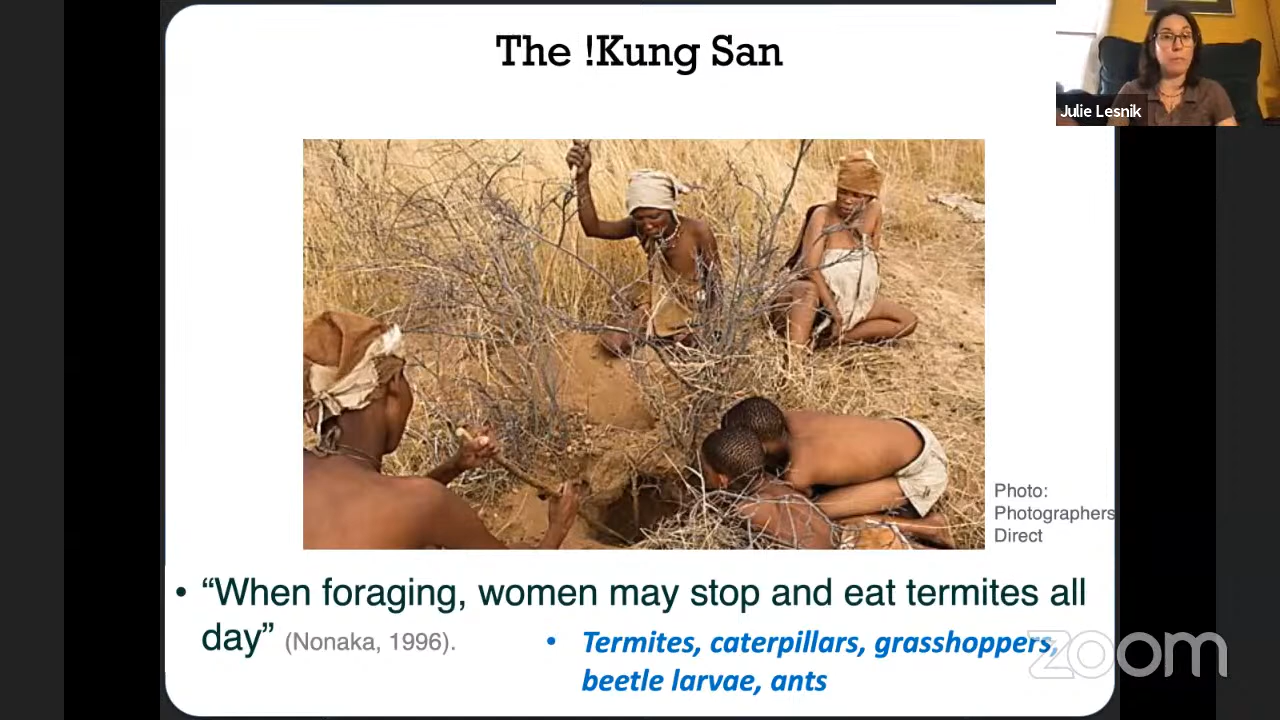 The !Kung San
Julie Lesnik
Photo:
Photographers
Direct
• “When foraging, women may stop and eat termites all
day” (Nonaka, 1996).
• Termites, caterpillars, grasshoppers,
beetle larvae, ants
zoom